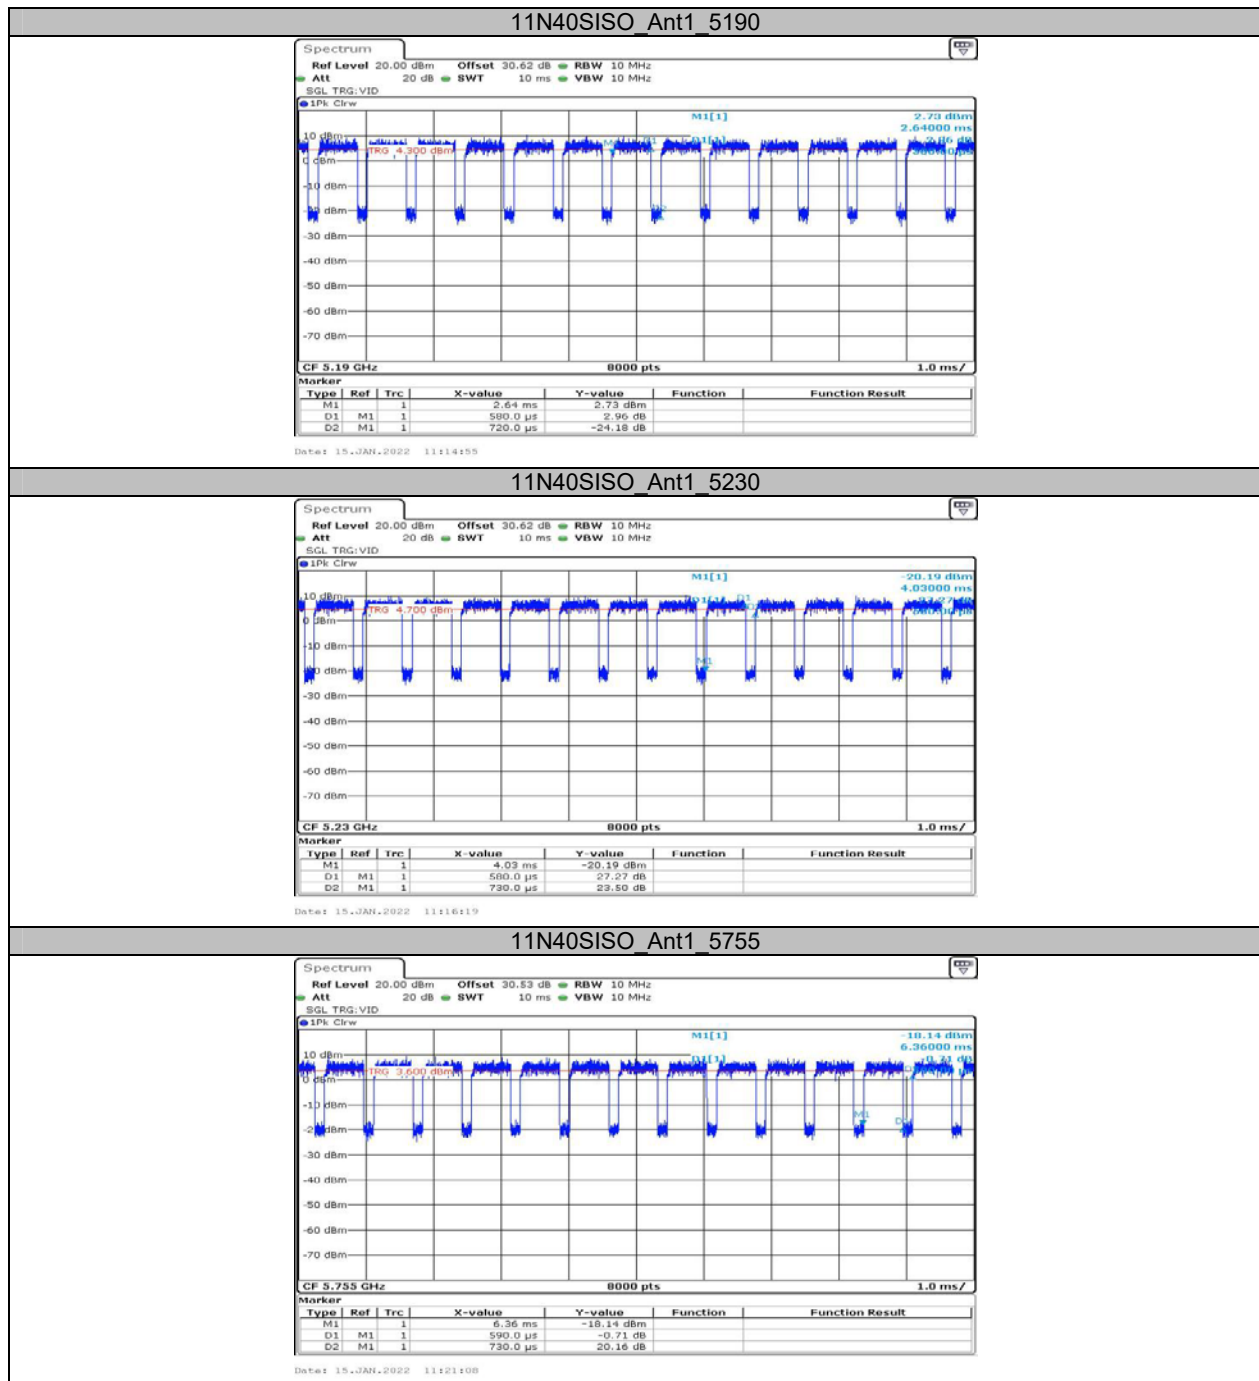 11N40SISO_Ant1_5190
Spectrum
Ref Level 20.00 dBm Offset 30.62 dB RBW 10 MHz
Att 20 dB SWT 10 ms VBW 10 MHz
SGL TRG:VID
1Pk Clrw
M1[1] 2.73 dBm
2.64000 ms
10 dBm D1[1]
TRG 4.300 dBm
0 dBm
-10 dBm
-30 dBm
-40 dBm
-50 dBm
-60 dBm
-70 dBm
CF 5.19 GHz 8000 pts 1.0 ms/
Marker
Type Ref Trc X-value Y-value Function Function Result
M1 1 2.64 ms 2.73 dBm
D1 M1 1 580.0 µs 2.96 dB
D2 M1 1 720.0 µs -24.18 dB
Date: 15.JAN.2022 11:14:55
11N40SISO_Ant1_5230
Spectrum
Ref Level 20.00 dBm Offset 30.62 dB RBW 10 MHz
Att 20 dB SWT 10 ms VBW 10 MHz
SGL TRG:VID
1Pk Clrw
M1[1] -20.19 dBm
4.03000 ms
10 dBm D1[1] D1
TRG 4.700 dBm
0 dBm
-10 dBm
M1
-30 dBm
-40 dBm
-50 dBm
-60 dBm
-70 dBm
CF 5.23 GHz 8000 pts 1.0 ms/
Marker
Type Ref Trc X-value Y-value Function Function Result
M1 1 4.03 ms -20.19 dBm
D1 M1 1 580.0 µs 27.27 dB
D2 M1 1 730.0 µs 23.50 dB
Date: 15.JAN.2022 11:16:19
11N40SISO_Ant1_5755
Spectrum
Ref Level 20.00 dBm Offset 30.53 dB RBW 10 MHz
Att 20 dB SWT 10 ms VBW 10 MHz
SGL TRG:VID
1Pk Clrw
M1[1] -18.14 dBm
6.36000 ms
10 dBm D1[1] -0.71 dB
TRG 3.600 dBm
0 dBm
-10 dBm
M1
-30 dBm
-40 dBm
-50 dBm
-60 dBm
-70 dBm
CF 5.755 GHz 8000 pts 1.0 ms/
Marker
Type Ref Trc X-value Y-value Function Function Result
M1 1 6.36 ms -18.14 dBm
D1 M1 1 590.0 µs -0.71 dB
D2 M1 1 730.0 µs 20.16 dB
Date: 15.JAN.2022 11:21:08